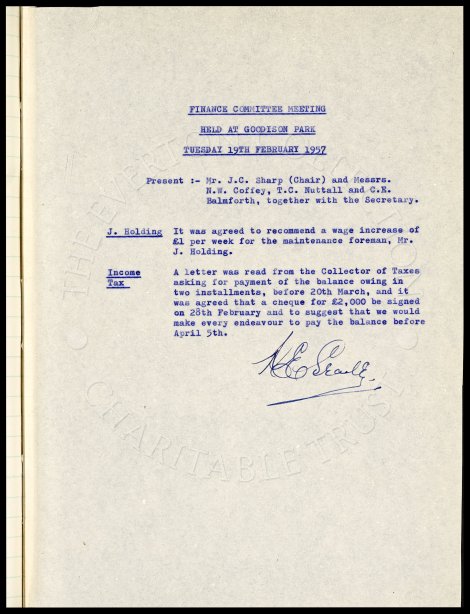 FINANCE COMMITTEE MEETING
HELD AT GOODISON PARK
TUESDAY 19TH FEBRUARY 1957
Present :- Mr. J.C. Sharp (Chair) and Messrs.
N.W. Coffey, T.C. Nuttall and C.E.
Balmforth, together with the Secretary.
J. Holding It was agreed to recommend a wage increase of
£1 per week for the maintenance foreman, Mr.
J. Holding.
Income A letter was read from the Collector of Taxes
Tax asking for payment of the balance owing in
two installments, before 20th March, and it
was agreed that a cheque for £2,000 be signed
on 28th February and to suggest that we would
make every endeavour to pay the balance before
April 5th.
CHARITABLE TRUST